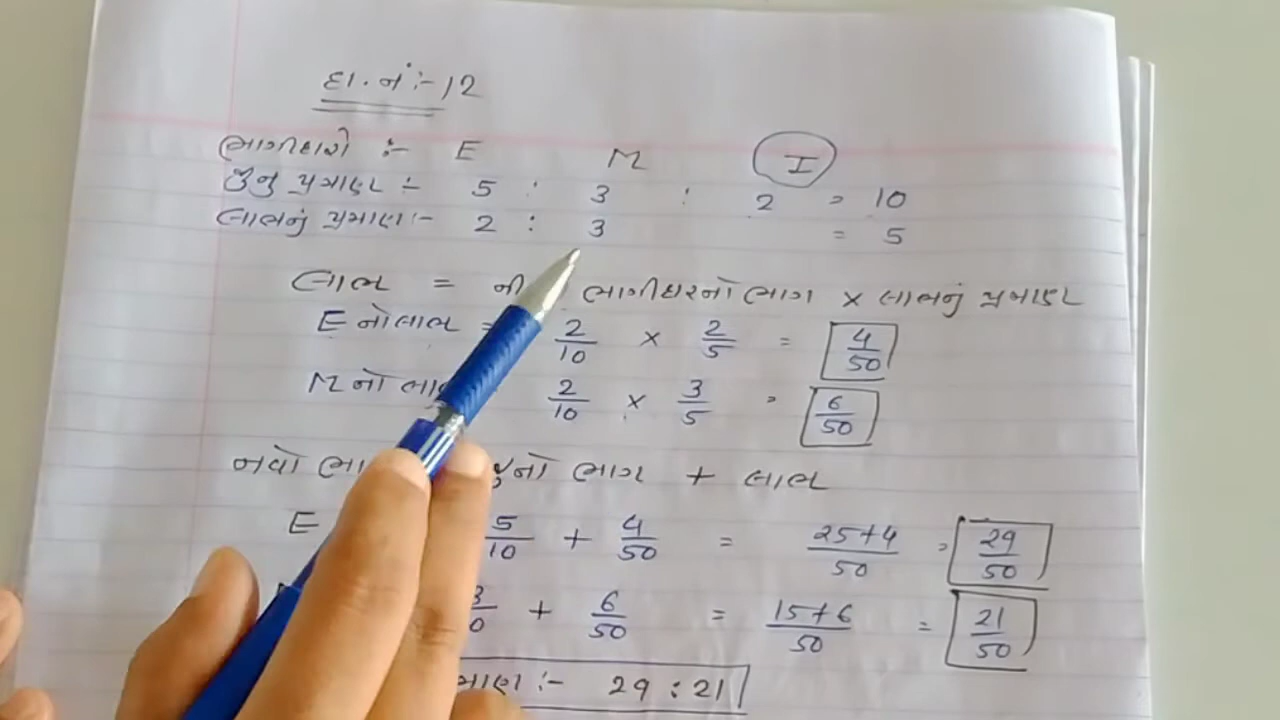 દા.નં:-12
ભાગીદારો :- E M I
જુનુ પ્રમાણ :- 5 : 3 : 2 = 10
લાભનું પ્રમાણ:- 2 : 3 = 5
લાભ = ભાગીદારનો ભાગ × લાભનું પ્રમાણ
E નો લાભ = 2/10 × 2/5 = 4/50
M નો 2/10 × 3/5 = 6/50
નવો જુનો ભાગ + લાભ
E 5/10 + 4/50 = 25+4/50 = 29/50
+ 6/50 = 15+6/50 = 21/50
:- 29 : 21